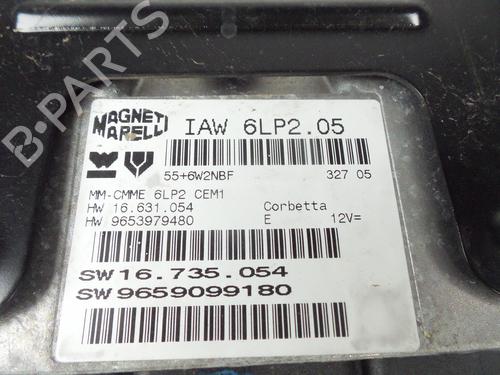 B-PARTS
MAGNETI MARELLI
IAW 6LP2.05
55+6W2NBF 327 05
MM-CMME 6LP2 CEM1
HW 16.631.054 Corbetta
HW 9653979480 E 12V=
SW16.735.054
SW9659099180